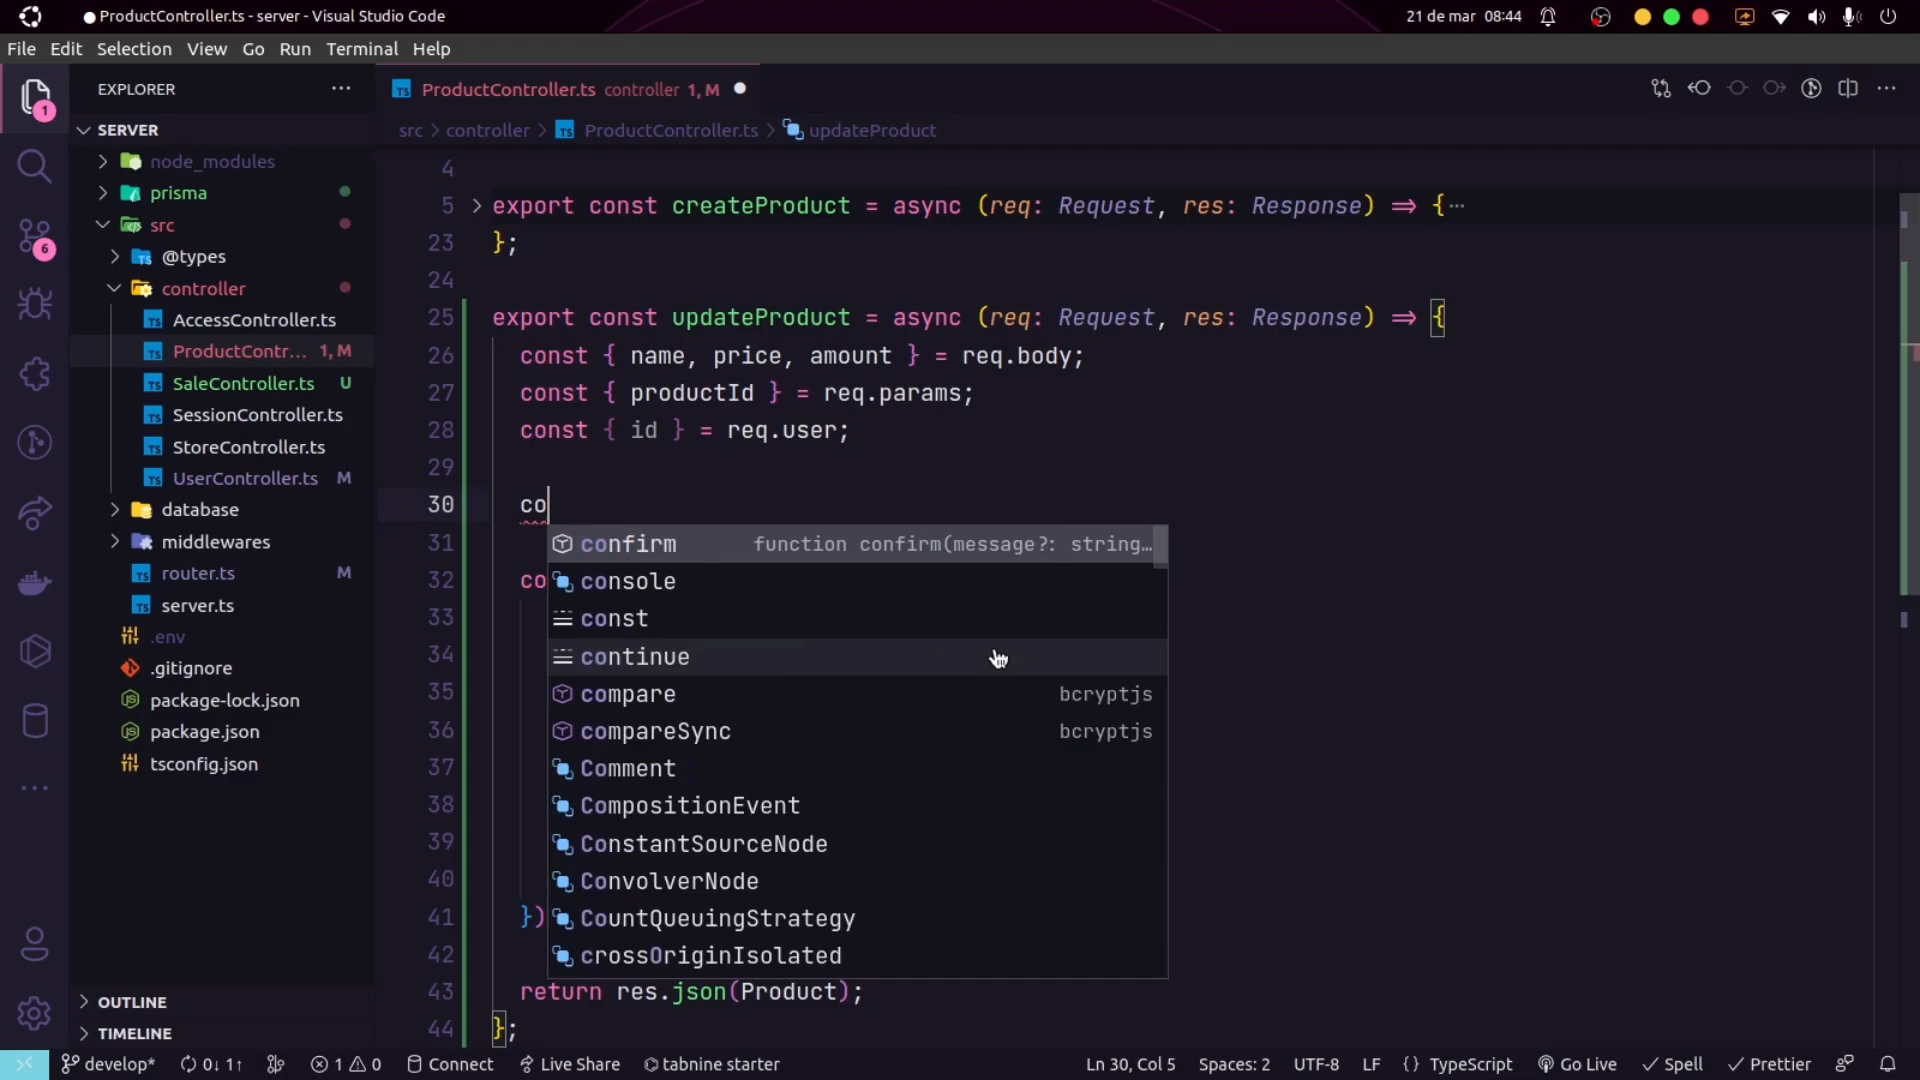 ProductController.ts - server - Visual Studio Code
21 de mar 08:44
File Edit Selection View Go Run Terminal Help
EXPLORER
ProductController.ts controller 1, M
SERVER
src > controller > ProductController.ts > updateProduct
node_modules
prisma
src
@types
controller
AccessController.ts
ProductContr... 1, M
SaleController.ts U
SessionController.ts
StoreController.ts
UserController.ts M
database
middlewares
router.ts M
server.ts
.env
.gitignore
package-lock.json
package.json
tsconfig.json
OUTLINE
TIMELINE
1
6
4
5 export const createProduct = async (req: Request, res: Response) => {...
23 };
24
25 export const updateProduct = async (req: Request, res: Response) => {
26 const { name, price, amount } = req.body;
27 const { productId } = req.params;
28 const { id } = req.user;
29
30 co
31
32 co
33
34
35
36
37
38
39
40
41 })
42
43 return res.json(Product);
44 };
confirm function confirm(message?: string...
console
const
continue
compare bcryptjs
compareSync bcryptjs
Comment
CompositionEvent
ConstantSourceNode
ConvolverNode
CountQueuingStrategy
crossOriginIsolated
develop* 0↓ 1↑ 1 0 Connect Live Share tabnine starter Ln 30, Col 5 Spaces: 2 UTF-8 LF {} TypeScript Go Live Spell Prettier